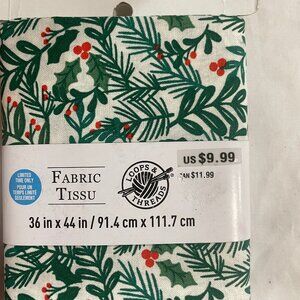 LIMITED
TIME ONLY
POUR UN
TEMPS LIMITÉ
SEULEMENT
FABRIC
TISSU
LOOPS &
THREADS
US $9.99
CAN $11.99
36 in x 44 in / 91.4 cm x 111.7 cm